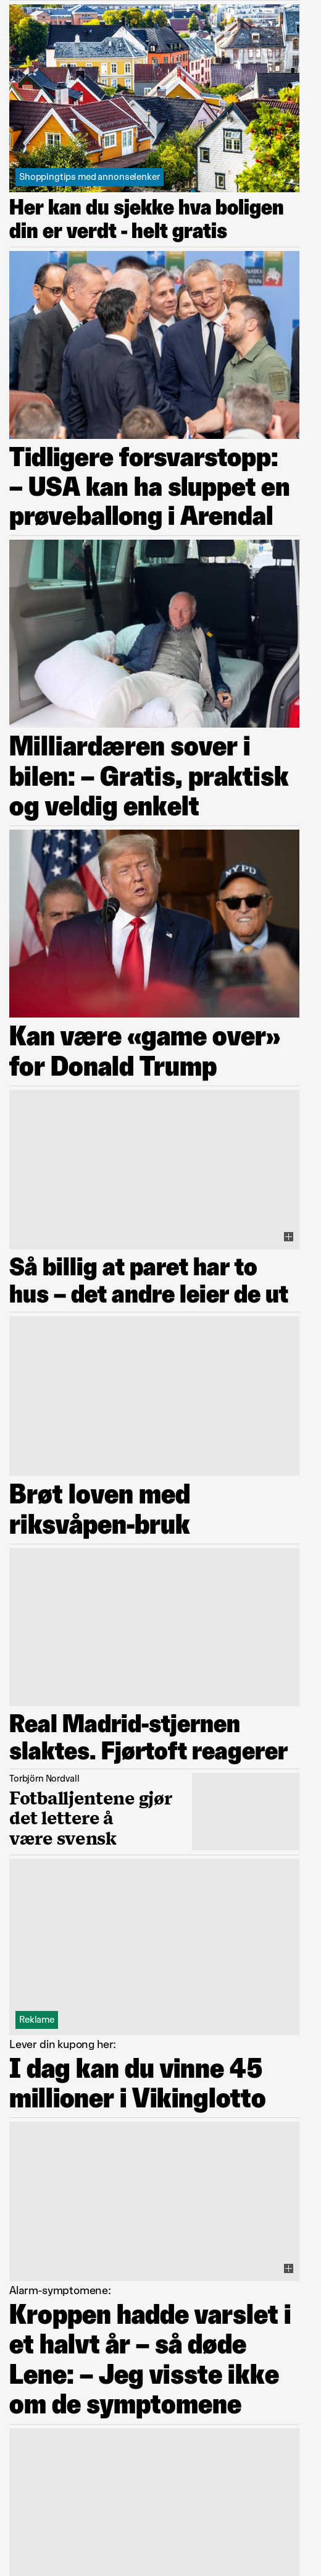 Shoppingtips med annonselenker
Her kan du sjekke hva boligen
din er verdt - helt gratis
Tidligere forsvarstopp:
– USA kan ha sluppet en
prøveballong i Arendal
Milliardæren sover i
bilen: – Gratis, praktisk
og veldig enkelt
NYPD
Kan være «game over»
for Donald Trump
Så billig at paret har to
hus – det andre leier de ut
Brøt loven med
riksvåpen-bruk
Real Madrid-stjernen
slaktes. Fjørtoft reagerer
Torbjörn Nordvall
Fotballjentene gjør
det lettere å
være svensk
Reklame
Lever din kupong her:
I dag kan du vinne 45
millioner i Vikinglotto
Alarm-symptomene:
Kroppen hadde varslet i
et halvt år – så døde
Lene: – Jeg visste ikke
om de symptomene